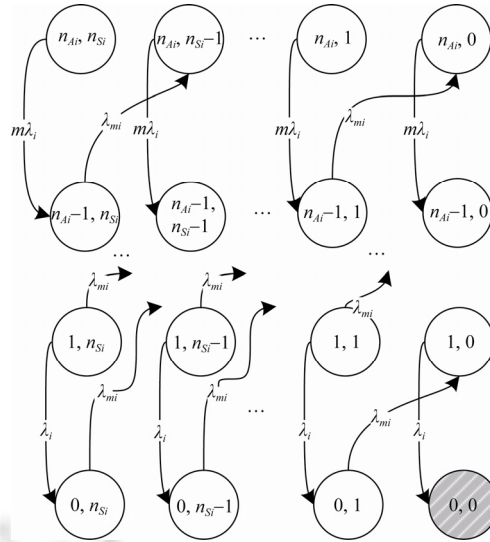 n_{Ai}, n_{Si}
n_{Ai}, n_{Si}−1
…
n_{Ai}, 1
n_{Ai}, 0
mλ_i
λ_{mi}
mλ_i
mλ_i
λ_{mi}
mλ_i
n_{Ai}−1, n_{Si}
n_{Ai}−1,
n_{Si}−1
…
n_{Ai}−1, 1
n_{Ai}−1, 0
…
…
λ_{mi}
λ_{mi}
λ_{mi}
1, n_{Si}
1, n_{Si}−1
1, 1
1, 0
λ_i
λ_{mi}
λ_i
λ_{mi}
…
λ_i
λ_{mi}
λ_i
0, n_{Si}
0, n_{Si}−1
0, 1
0, 0